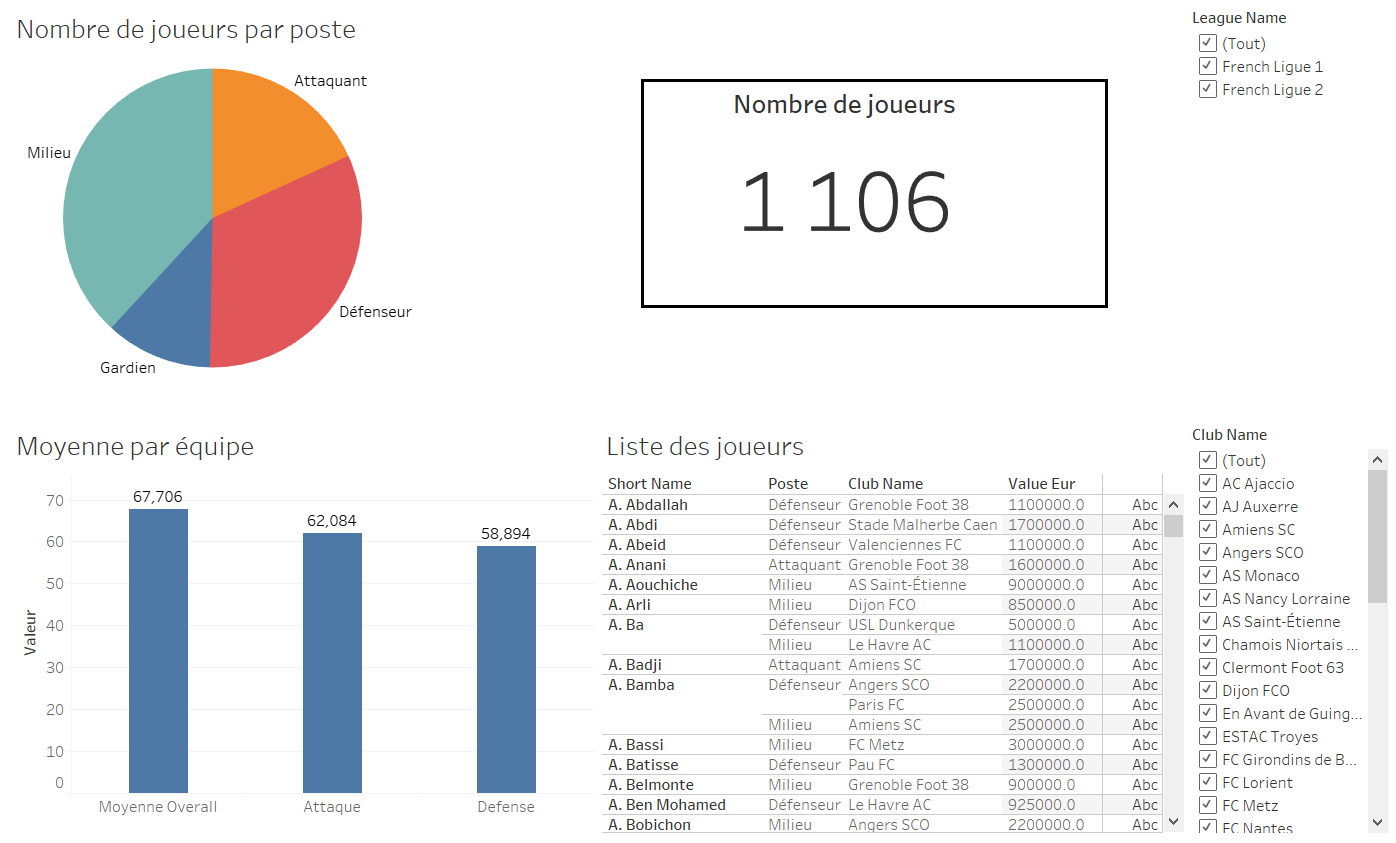 Nombre de joueurs par poste
Attaquant
Milieu
Défenseur
Gardien
Nombre de joueurs
1 106
League Name
(Tout)
French Ligue 1
French Ligue 2
Moyenne par équipe
Valeur
70
60
50
40
30
20
10
0
67,706
62,084
58,894
Moyenne Overall Attaque Defense
Liste des joueurs
Short Name Poste Club Name Value Eur
A. Abdallah Défenseur Grenoble Foot 38 1100000.0 Abc
A. Abdi Défenseur Stade Malherbe Caen 1700000.0 Abc
A. Abeid Défenseur Valenciennes FC 1100000.0 Abc
A. Anani Attaquant Grenoble Foot 38 1600000.0 Abc
A. Aouchiche Milieu AS Saint-Étienne 9000000.0 Abc
A. Arli Milieu Dijon FCO 850000.0 Abc
A. Ba Défenseur USL Dunkerque 500000.0 Abc
Milieu Le Havre AC 1100000.0 Abc
A. Badji Attaquant Amiens SC 1700000.0 Abc
A. Bamba Défenseur Angers SCO 2200000.0 Abc
Paris FC 2500000.0 Abc
Milieu Amiens SC 2500000.0 Abc
A. Bassi Milieu FC Metz 3000000.0 Abc
A. Batisse Défenseur Pau FC 1300000.0 Abc
A. Belmonte Milieu Grenoble Foot 38 900000.0 Abc
A. Ben Mohamed Défenseur Le Havre AC 925000.0 Abc
A. Bobichon Milieu Angers SCO 2200000.0 Abc
Club Name
(Tout)
AC Ajaccio
AJ Auxerre
Amiens SC
Angers SCO
AS Monaco
AS Nancy Lorraine
AS Saint-Étienne
Chamois Niortais ...
Clermont Foot 63
Dijon FCO
En Avant de Guing...
ESTAC Troyes
FC Girondins de B...
FC Lorient
FC Metz
FC Nantes